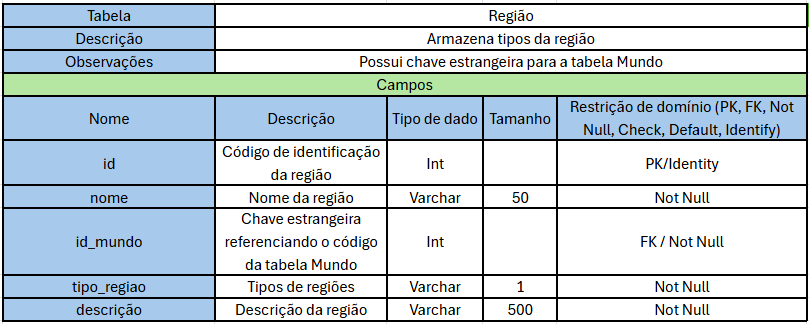 Tabela Região
Descrição Armazena tipos da região
Observações Possui chave estrangeira para a tabela Mundo
Campos
Nome Descrição Tipo de dado Tamanho Restrição de domínio (PK, FK, Not
Null, Check, Default, Identify)
id Código de identificação
da região Int PK/Identity
nome Nome da região Varchar 50 Not Null
id_mundo Chave estrangeira
referenciando o código
da tabela Mundo Int FK / Not Null
tipo_regiao Tipos de regiões Varchar 1 Not Null
descrição Descrição da região Varchar 500 Not Null